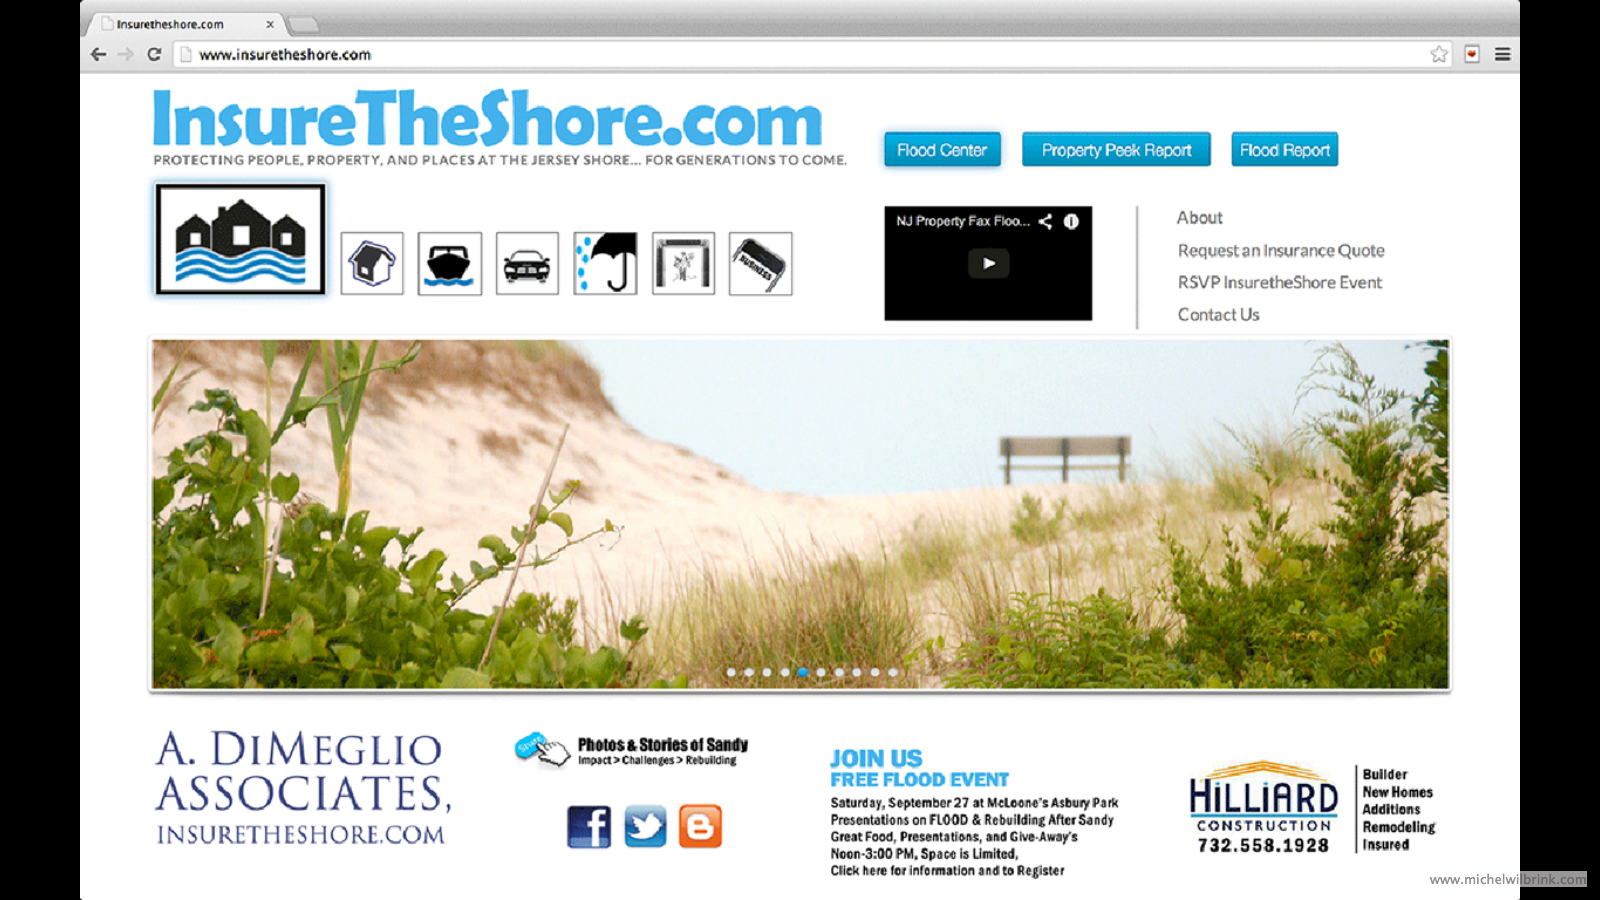 Insuretheshore.com
www.insuretheshore.com
InsureTheShore.com
PROTECTING PEOPLE, PROPERTY, AND PLACES AT THE JERSEY SHORE... FOR GENERATIONS TO COME.
Flood Center
Property Peek Report
Flood Report
BUSINESS
NJ Property Fax Floo...
About
Request an Insurance Quote
RSVP InsuretheShore Event
Contact Us
A. DiMeglio
Associates,
insuretheshore.com
Share
Photos & Stories of Sandy
Impact > Challenges > Rebuilding
JOIN US
FREE FLOOD EVENT
Saturday, September 27 at McLoone's Asbury Park
Presentations on FLOOD & Rebuilding After Sandy
Great Food, Presentations, and Give-Away's
Noon-3:00 PM, Space is Limited,
Click here for information and to Register
HiLLiARD
CONSTRUCTION
732.558.1928
Builder
New Homes
Additions
Remodeling
Insured
www.michelwilbrink.com